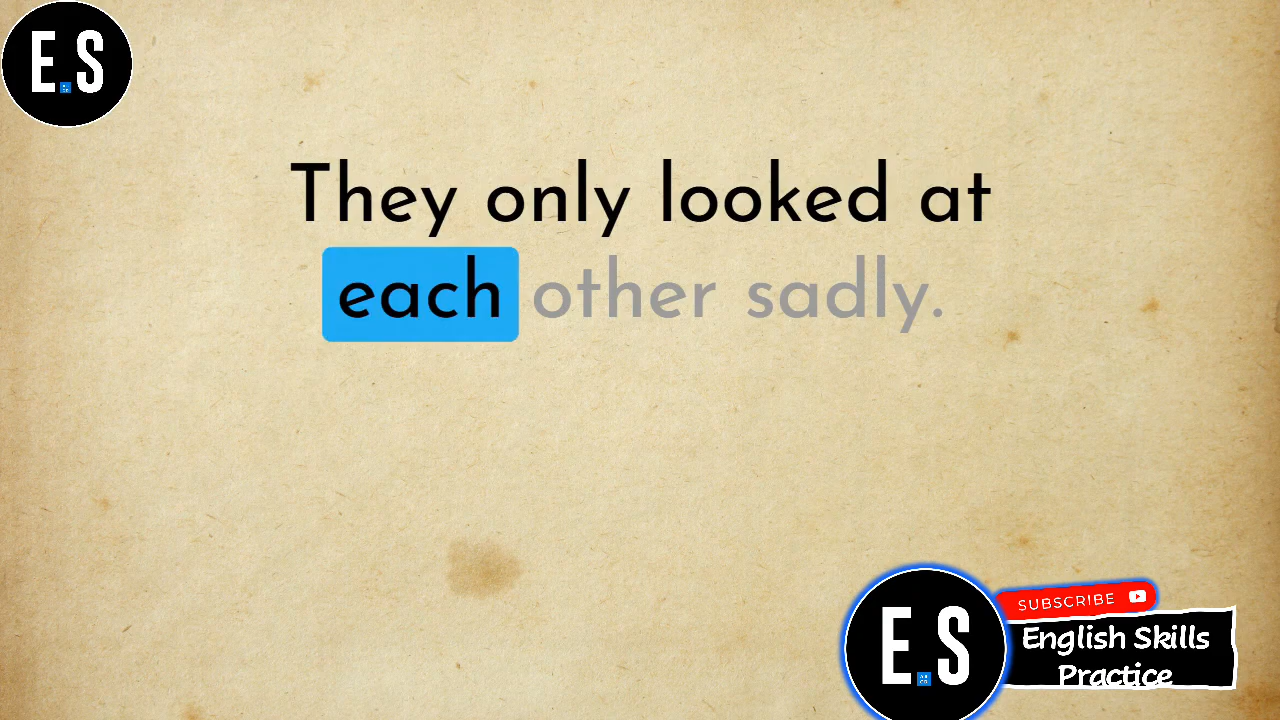 E.S
They only looked at
each other sadly.
E.S
SUBSCRIBE
English Skills
Practice